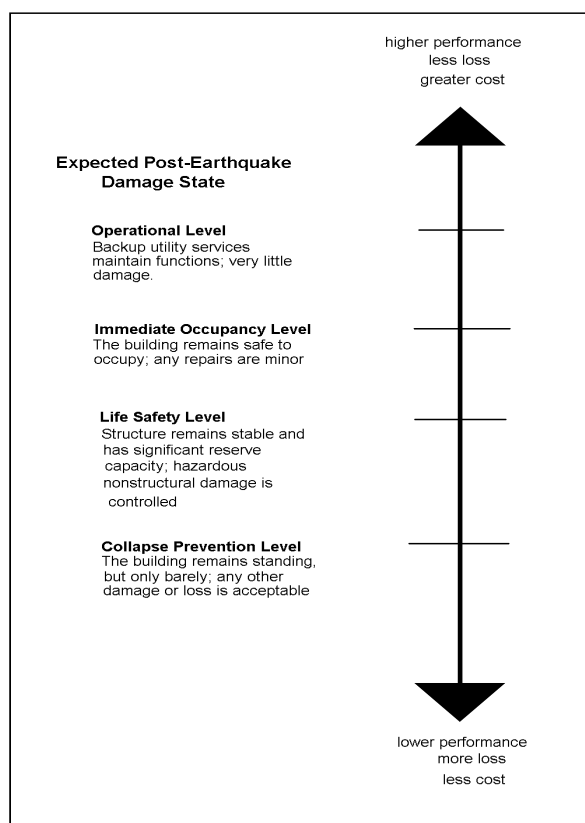 higher performance
less loss
greater cost
Expected Post-Earthquake
Damage State
Operational Level
Backup utility services
maintain functions; very little
damage.
Immediate Occupancy Level
The building remains safe to
occupy; any repairs are minor
Life Safety Level
Structure remains stable and
has significant reserve
capacity; hazardous
nonstructural damage is
controlled
Collapse Prevention Level
The building remains standing,
but only barely; any other
damage or loss is acceptable
lower performance
more loss
less cost